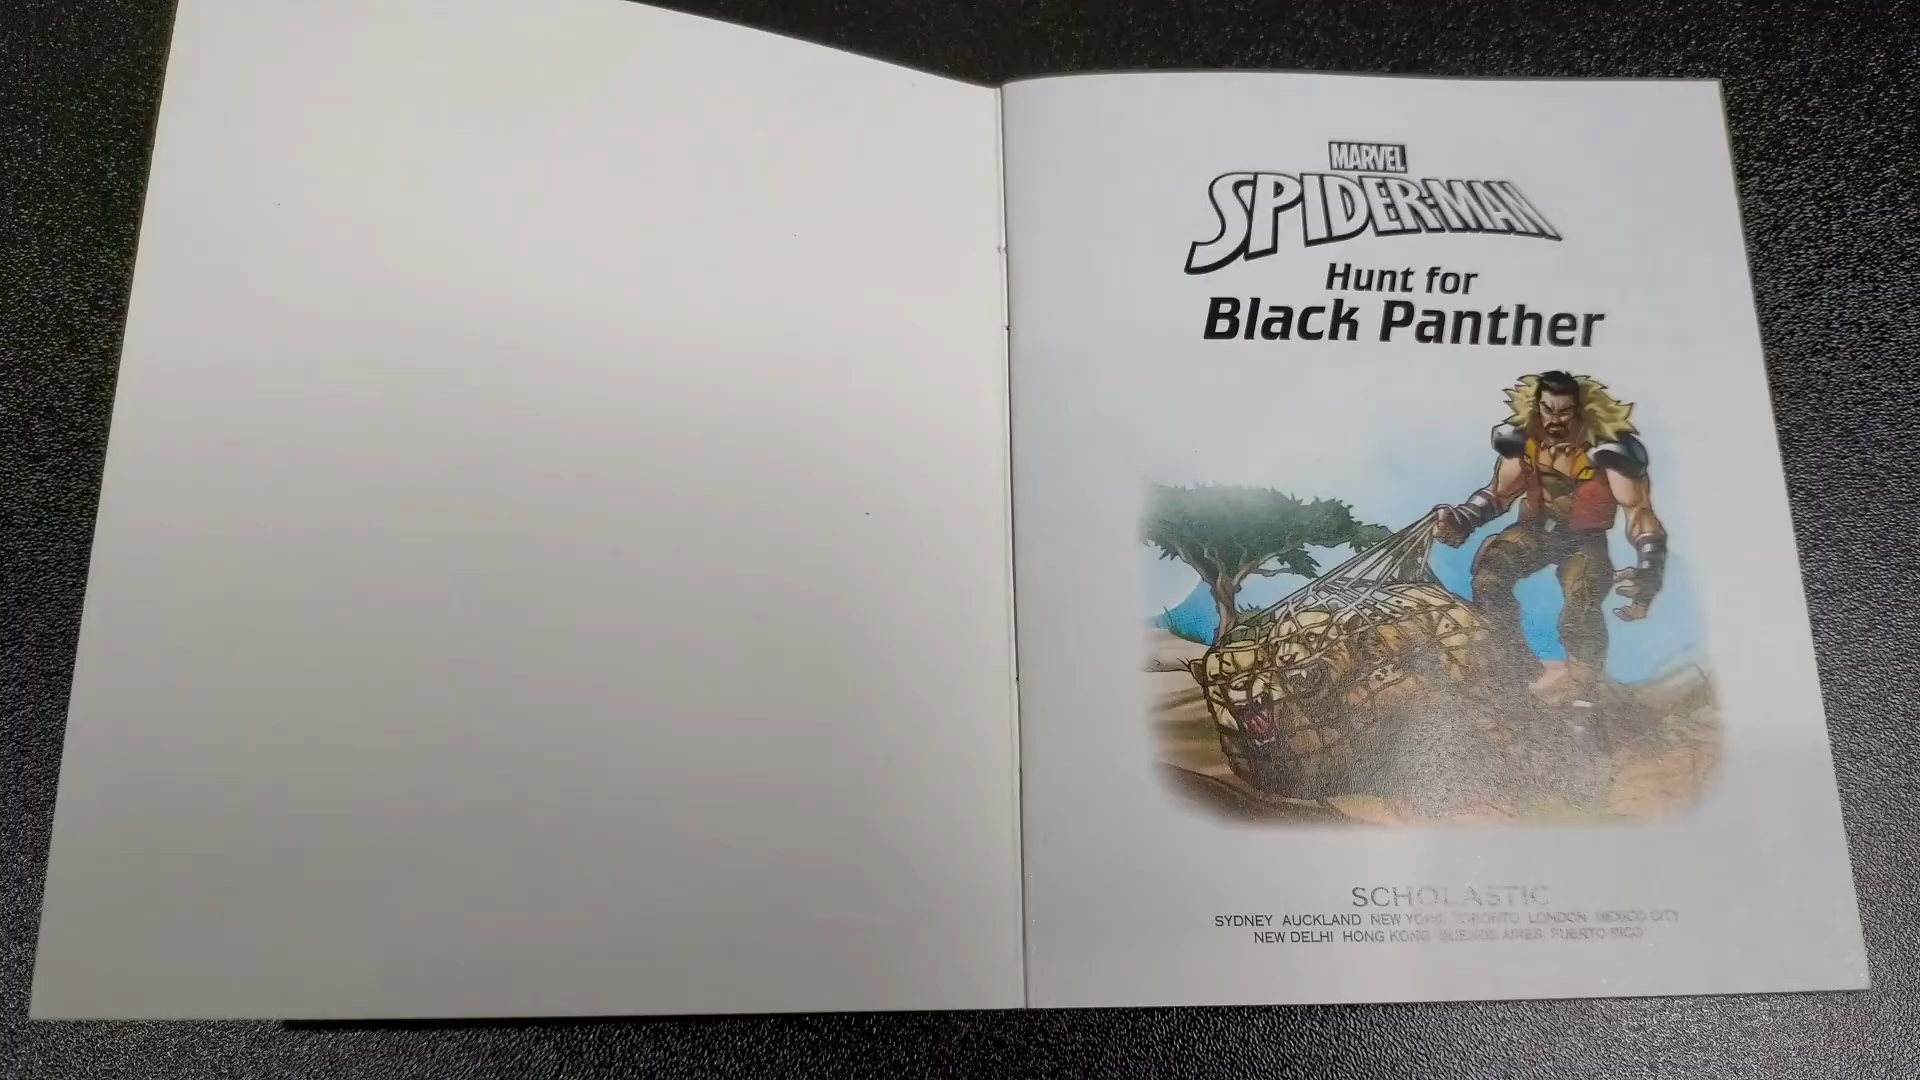 MARVEL
SPIDER-MAN
Hunt for
Black Panther
SCHOLASTIC
SYDNEY AUCKLAND NEW YORK TORONTO LONDON MEXICO CITY
NEW DELHI HONG KONG BUENOS AIRES PUERTO RICO